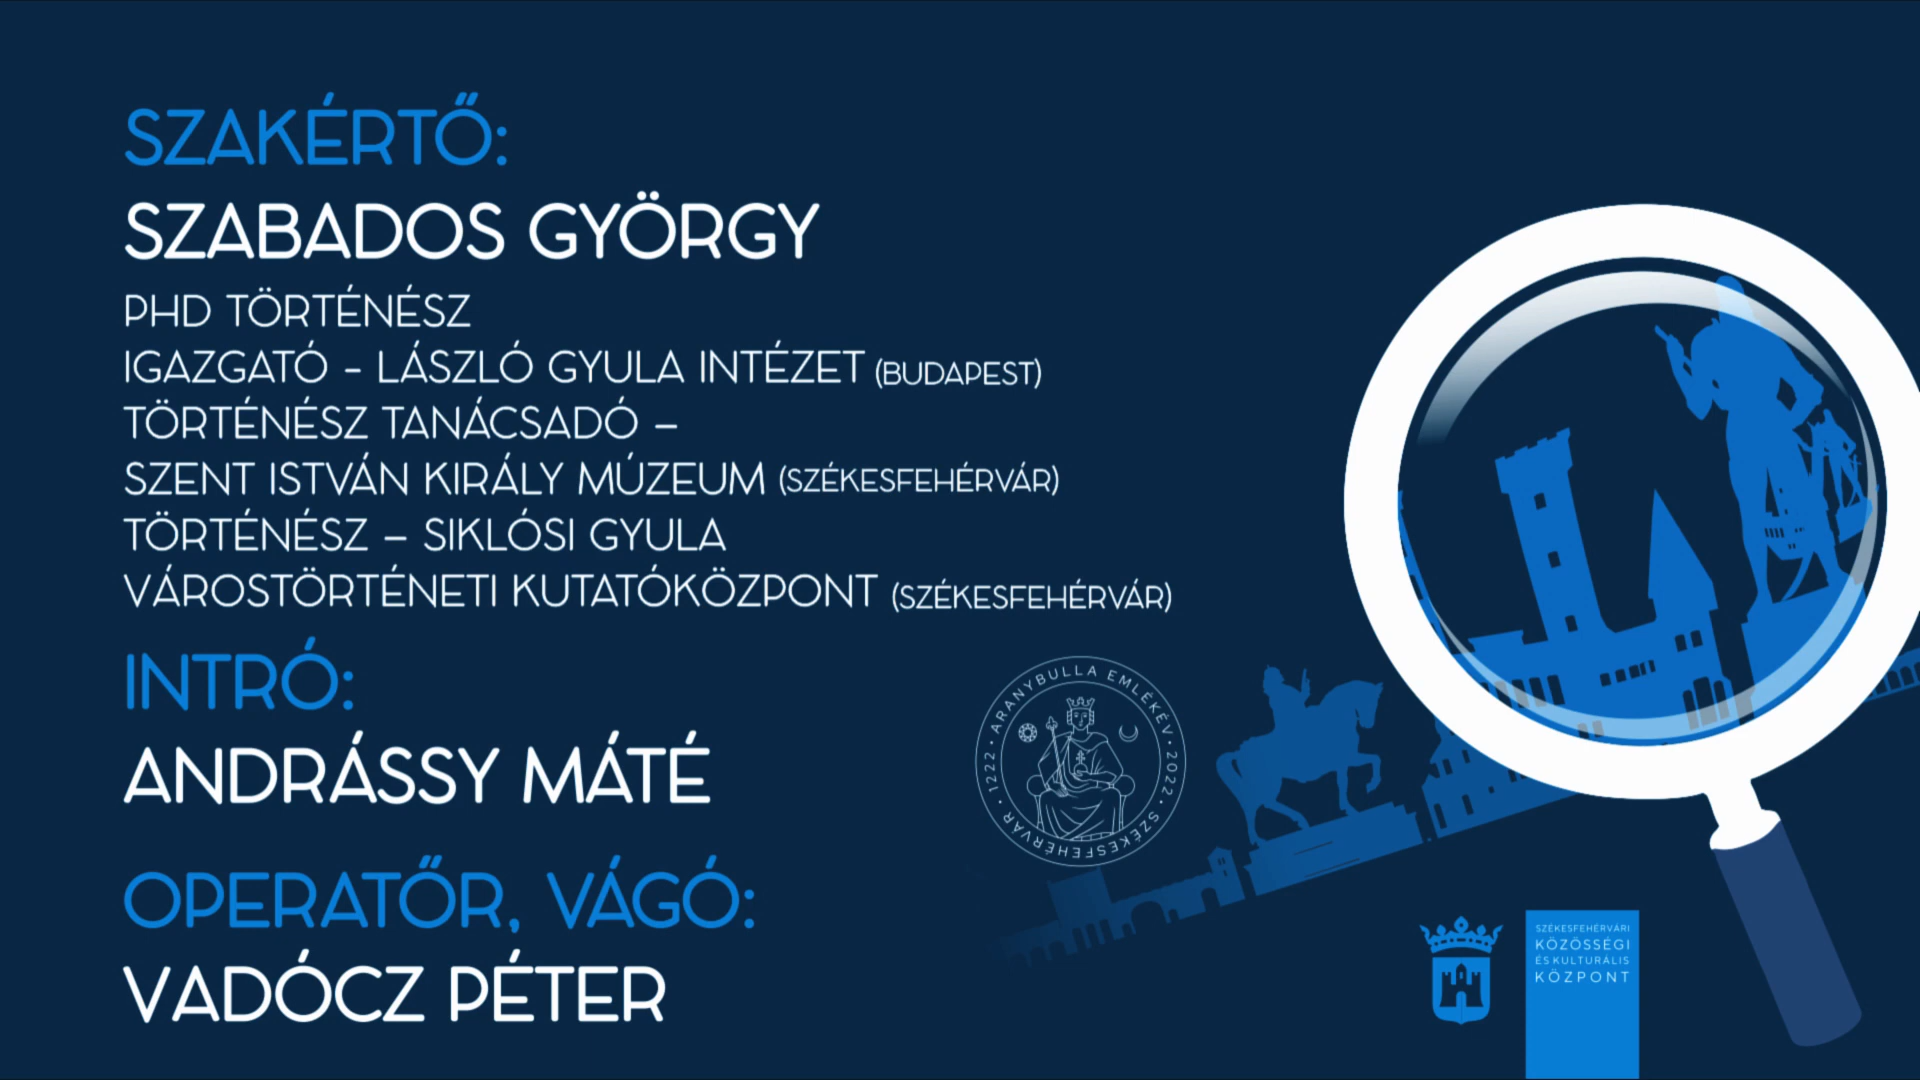 SZAKÉRTŐ:
SZABADOS GYÖRGY
PHD TÖRTÉNÉSZ
IGAZGATÓ - LÁSZLÓ GYULA INTÉZET (BUDAPEST)
TÖRTÉNÉSZ TANÁCSADÓ –
SZENT ISTVÁN KIRÁLY MÚZEUM (SZÉKESFEHÉRVÁR)
TÖRTÉNÉSZ – SIKLÓSI GYULA
VÁROSTÖRTÉNETI KUTATÓKÖZPONT (SZÉKESFEHÉRVÁR)
INTRÓ:
ANDRÁSSY MÁTÉ
OPERATŐR, VÁGÓ:
VADÓCZ PÉTER
1222 • ARANYBULLA EMLÉKÉV • 2022 • SZÉKESFEHÉRVÁR •
SZÉKESFEHÉRVÁRI
KÖZÖSSÉGI
ÉS KULTURÁLIS
KÖZPONT